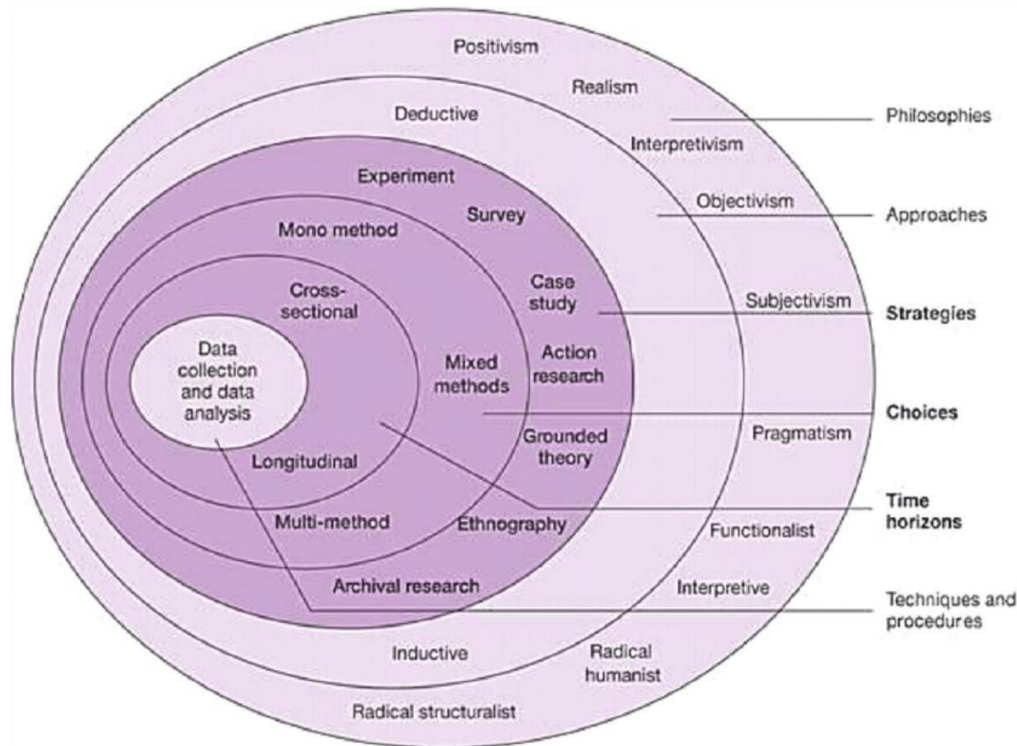 Positivism
Realism
Philosophies
Deductive
Interpretivism
Experiment
Objectivism
Approaches
Survey
Mono method
Case
study
Cross-
sectional
Subjectivism
Strategies
Data
collection
and data
analysis
Mixed
methods
Action
research
Choices
Pragmatism
Grounded
theory
Longitudinal
Time
horizons
Multi-method
Ethnography
Functionalist
Archival research
Interpretive
Techniques and
procedures
Inductive
Radical
humanist
Radical structuralist